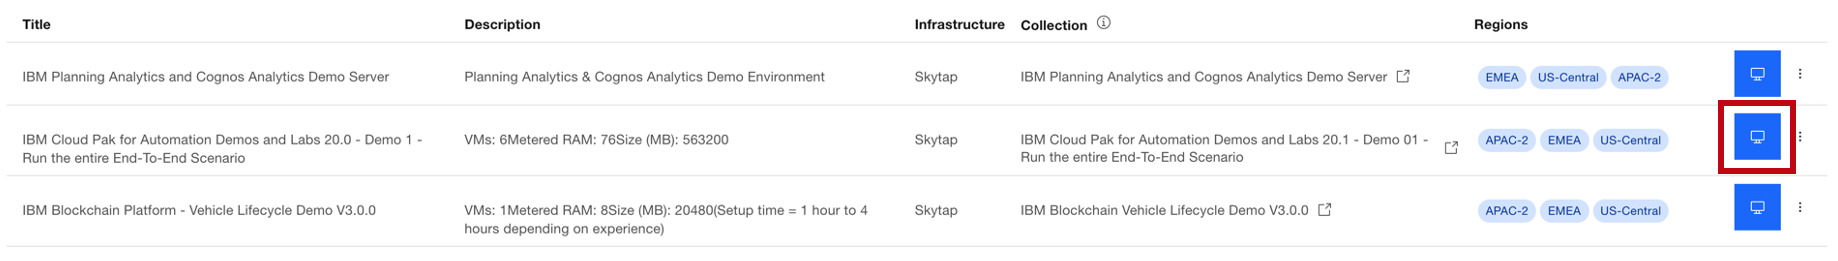 Title Description Infrastructure Collection Regions
IBM Planning Analytics and Cognos Analytics Demo Server Planning Analytics & Cognos Analytics Demo Environment Skytap IBM Planning Analytics and Cognos Analytics Demo Server EMEA US-Central APAC-2
IBM Cloud Pak for Automation Demos and Labs 20.0 - Demo 1 - VMs: 6Metered RAM: 76Size (MB): 563200 Skytap IBM Cloud Pak for Automation Demos and Labs 20.1 - Demo 01 - APAC-2 EMEA US-Central
Run the entire End-To-End Scenario Run the entire End-To-End Scenario
IBM Blockchain Platform - Vehicle Lifecycle Demo V3.0.0 VMs: 1Metered RAM: 8Size (MB): 20480(Setup time = 1 hour to 4 Skytap IBM Blockchain Vehicle Lifecycle Demo V3.0.0 APAC-2 EMEA US-Central
hours depending on experience)